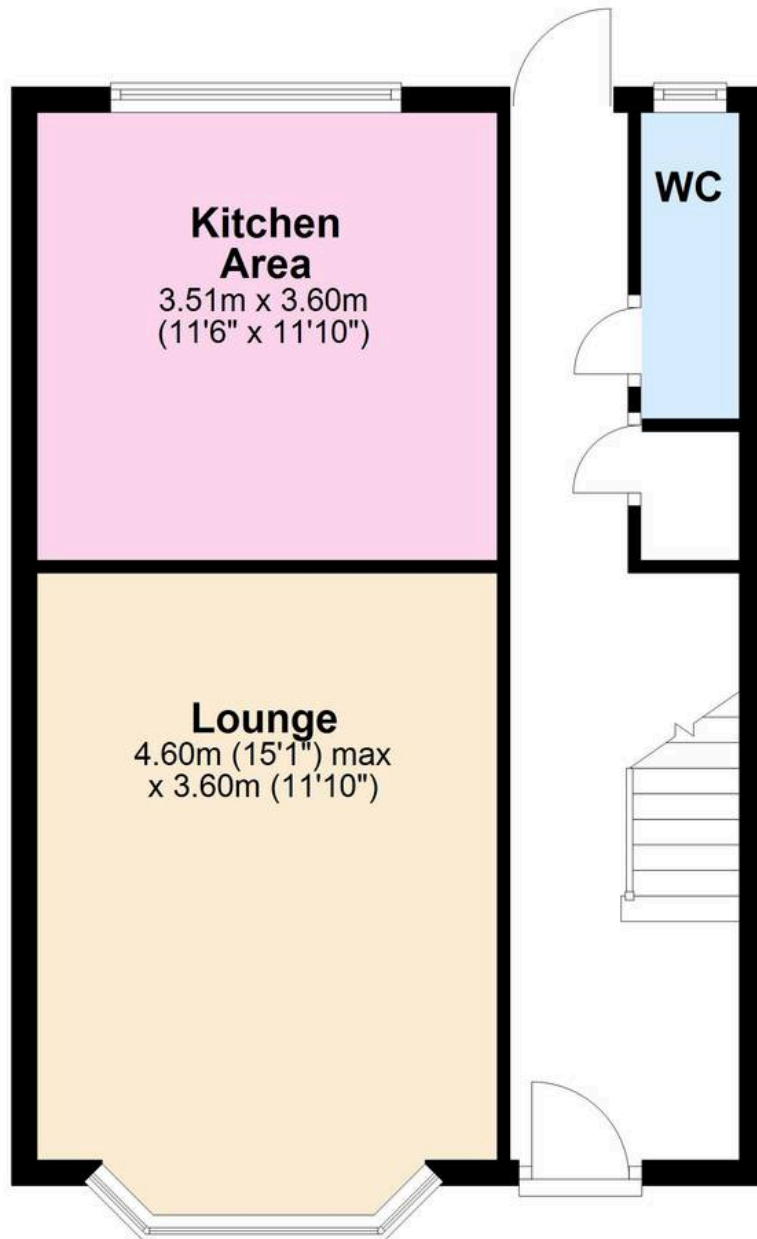 Kitchen
Area
3.51m x 3.60m
(11'6" x 11'10")
WC
Lounge
4.60m (15'1") max
x 3.60m (11'10")